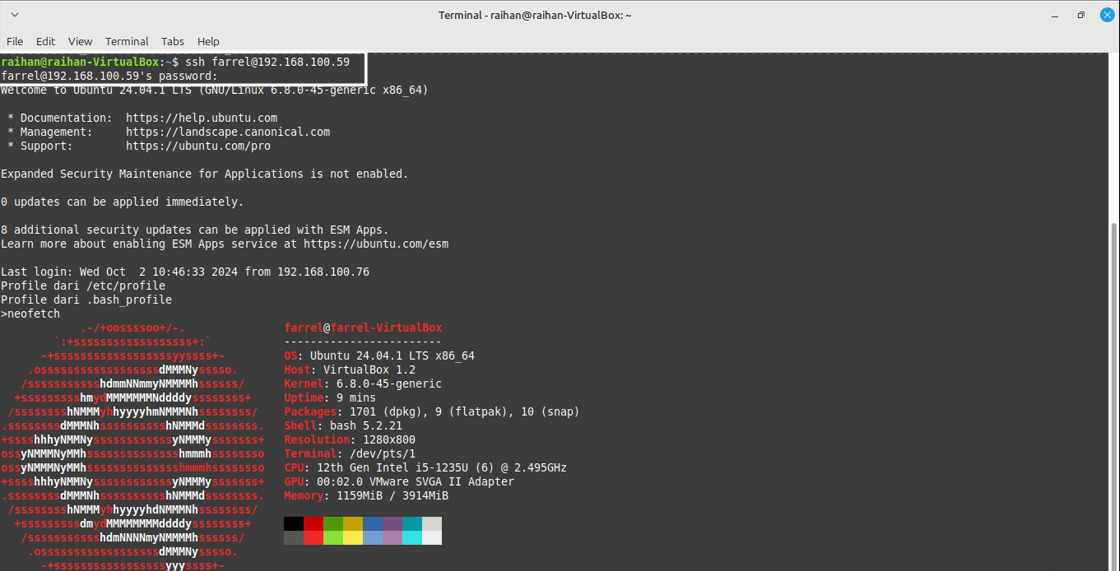 Terminal - raihan@raihan-VirtualBox: ~
File Edit View Terminal Tabs Help
raihan@raihan-VirtualBox:~$ ssh farrel@192.168.100.59
farrel@192.168.100.59's password:
Welcome to Ubuntu 24.04.1 LTS (GNU/Linux 6.8.0-45-generic x86_64)
* Documentation:  https://help.ubuntu.com
* Management:     https://landscape.canonical.com
* Support:        https://ubuntu.com/pro
Expanded Security Maintenance for Applications is not enabled.
0 updates can be applied immediately.
8 additional security updates can be applied with ESM Apps.
Learn more about enabling ESM Apps service at https://ubuntu.com/esm
Last login: Wed Oct  2 10:46:33 2024 from 192.168.100.76
Profile dari /etc/profile
Profile dari .bash_profile
>neofetch
.-/+oossssoo+/-. farrel@farrel-VirtualBox
`:+ssssssssssssssssss+:` ------------------------
-+ssssssssssssssssssyyssss+- OS: Ubuntu 24.04.1 LTS x86_64
.ossssssssssssssssssdMMMNysssso. Host: VirtualBox 1.2
/ssssssssssshdmmNNmmyNMMMMhssssss/ Kernel: 6.8.0-45-generic
+ssssssssshmydMMMMMMMNddddyssssssss+ Uptime: 9 mins
/sssssssshNMMMyhhyyyyhmNMMMNhssssssss/ Packages: 1701 (dpkg), 9 (flatpak), 10 (snap)
.ssssssssdMMMNhsssssssssshNMMMdssssssss. Shell: bash 5.2.21
+sssshhhyNMMNyssssssssssssyNMMMysssssss+ Resolution: 1280x800
ossyNMMMNyMMhsssssssssssssshmmmhssssssso Terminal: /dev/pts/1
ossyNMMMNyMMhsssssssssssssshmmmhssssssso CPU: 12th Gen Intel i5-1235U (6) @ 2.495GHz
+sssshhhyNMMNyssssssssssssyNMMMysssssss+ GPU: 00:02.0 VMware SVGA II Adapter
.ssssssssdMMMNhsssssssssshNMMMdssssssss. Memory: 1159MiB / 3914MiB
/sssssssshNMMMyhhyyyyhdNMMMNhssssssss/
+sssssssssdmydMMMMMMMMddddyssssssss+
/ssssssssssshdmNNNNmyNMMMMhssssss/
.ossssssssssssssssssdMMMNysssso.
-+sssssssssssssssssyyyssss+-